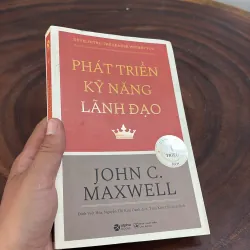 PHÁT TRIỂN
KỸ NĂNG
LÃNH ĐẠO
JOHN C.
MAXWELL